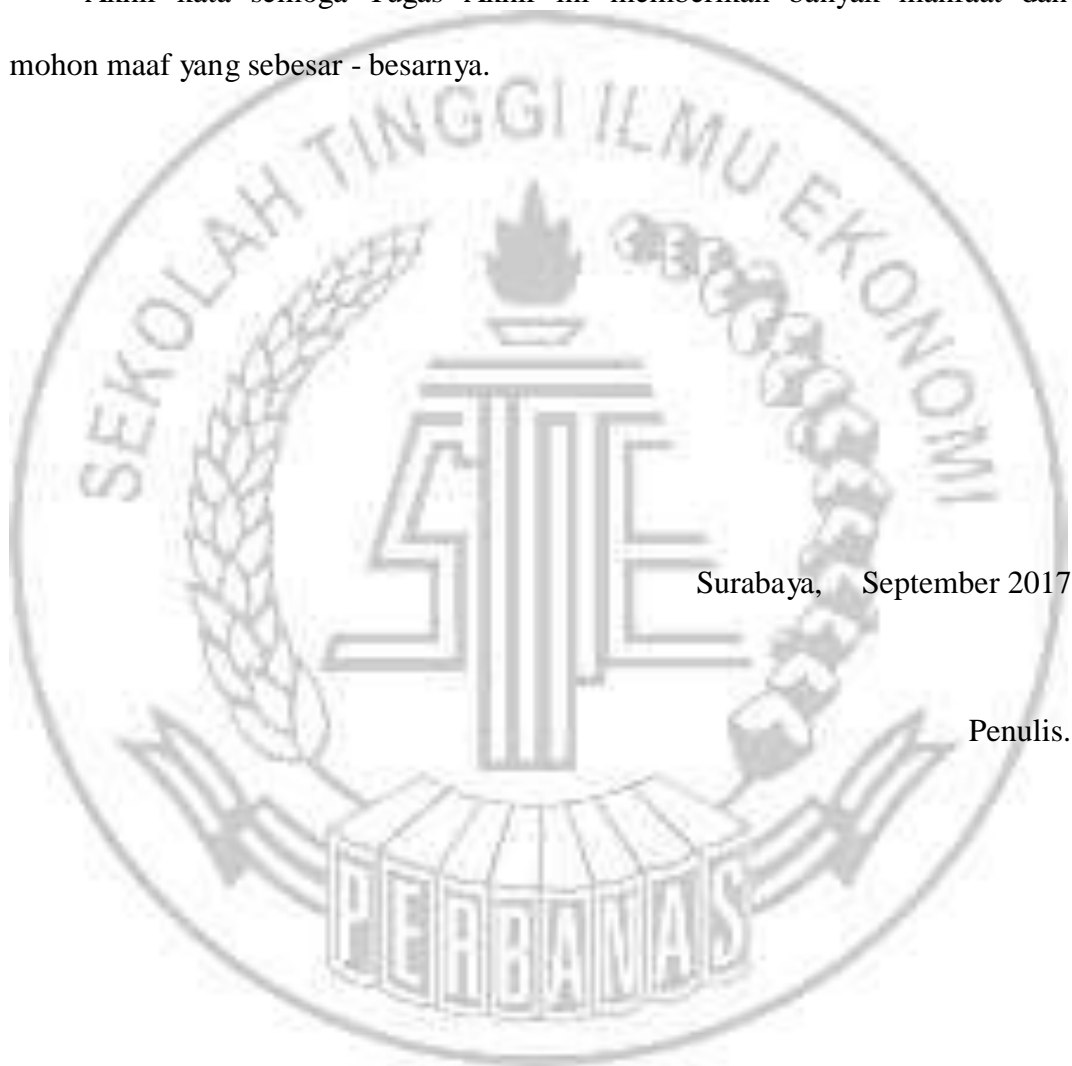 Akhir kata semoga Tugas Akhir ini memberikan banyak manfaat dan
mohon maaf yang sebesar - besarnya.
SEKOLAH TINGGI ILMU EKONOMI
STIE
Surabaya, September 2017
Penulis.
PERBANAS